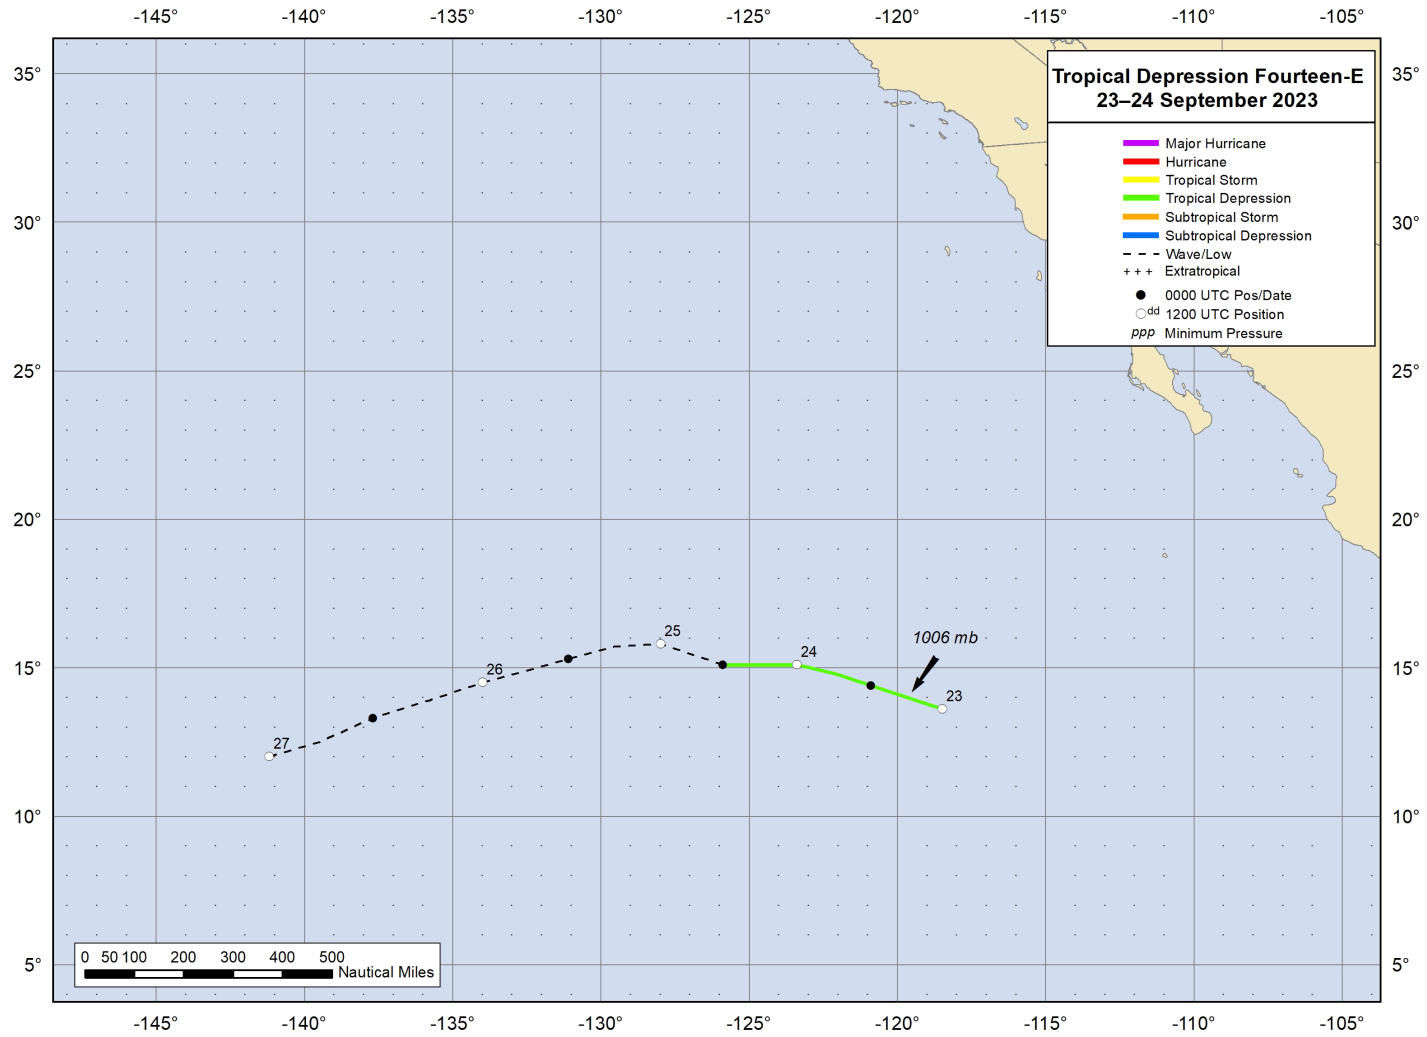 -145° -140° -135° -130° -125° -120° -115° -110° -105°
Tropical Depression Fourteen-E
23–24 September 2023
Major Hurricane
Hurricane
Tropical Storm
Tropical Depression
Subtropical Storm
Subtropical Depression
Wave/Low
+++ Extratropical
0000 UTC Pos/Date
dd 1200 UTC Position
ppp Minimum Pressure
35° 35°
30° 30°
25° 25°
20° 20°
15° 15°
10° 10°
5° 5°
1006 mb
23
24
25
26
27
0 50 100 200 300 400 500
Nautical Miles
-145° -140° -135° -130° -125° -120° -115° -110° -105°